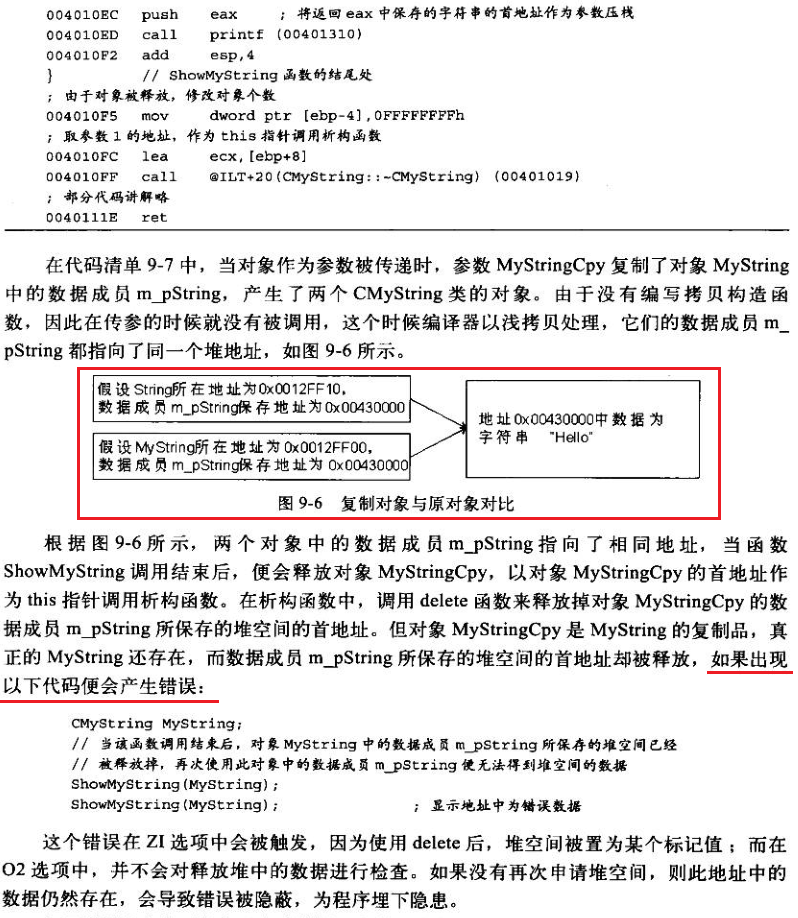 004010EC push eax ; 将返回 eax 中保存的字符串的首地址作为参数压栈
004010ED call printf (00401310)
004010F2 add esp,4
} // ShowMyString 函数的结尾处
; 由于对象被释放，修改对象个数
004010F5 mov dword ptr [ebp-4],0FFFFFFFFh
; 取参数 1 的地址，作为 this 指针调用析构函数
004010FC lea ecx,[ebp+8]
004010FF call @ILT+20(CMyString::~CMyString) (00401019)
; 部分代码讲解略
0040111E ret
在代码清单 9-7 中，当对象作为参数被传递时，参数 MyStringCpy 复制了对象 MyString
中的数据成员 m_pString，产生了两个 CMyString 类的对象。由于没有编写拷贝构造函
数，因此在传参的时候就没有被调用，这个时候编译器以浅拷贝处理，它们的数据成员 m_
pString 都指向了同一个堆地址，如图 9-6 所示。
假设String所在地址为0x0012FF10，
数据成员m_pString保存地址为0x00430000
假设MyString所在地址为0x0012FF00，
数据成员m_pString保存地址为0x00430000
地址0x00430000中数据为
字符串 "Hello"
图 9-6 复制对象与原对象对比
根据图 9-6 所示，两个对象中的数据成员 m_pString 指向了相同地址，当函数
ShowMyString 调用结束后，便会释放对象 MyStringCpy，以对象 MyStringCpy 的首地址作
为 this 指针调用析构函数。在析构函数中，调用 delete 函数来释放掉对象 MyStringCpy 的数
据成员 m_pString 所保存的堆空间的首地址。但对象 MyStringCpy 是 MyString 的复制品，真
正的 MyString 还存在，而数据成员 m_pString 所保存的堆空间的首地址却被释放，如果出现
以下代码便会产生错误：
CMyString MyString;
// 当该函数调用结束后，对象 MyString 中的数据成员 m_pString 所保存的堆空间已经
// 被释放掉，再次使用此对象中的数据成员 m_pString 便无法得到堆空间的数据
ShowMyString(MyString);
ShowMyString(MyString); ; 显示地址中为错误数据
这个错误在 ZI 选项中会被触发，因为使用 delete 后，堆空间被置为某个标记值；而在
O2 选项中，并不会对释放堆中的数据进行检查。如果没有再次申请堆空间，则此地址中的
数据仍然存在，会导致错误被隐蔽，为程序埋下隐患。